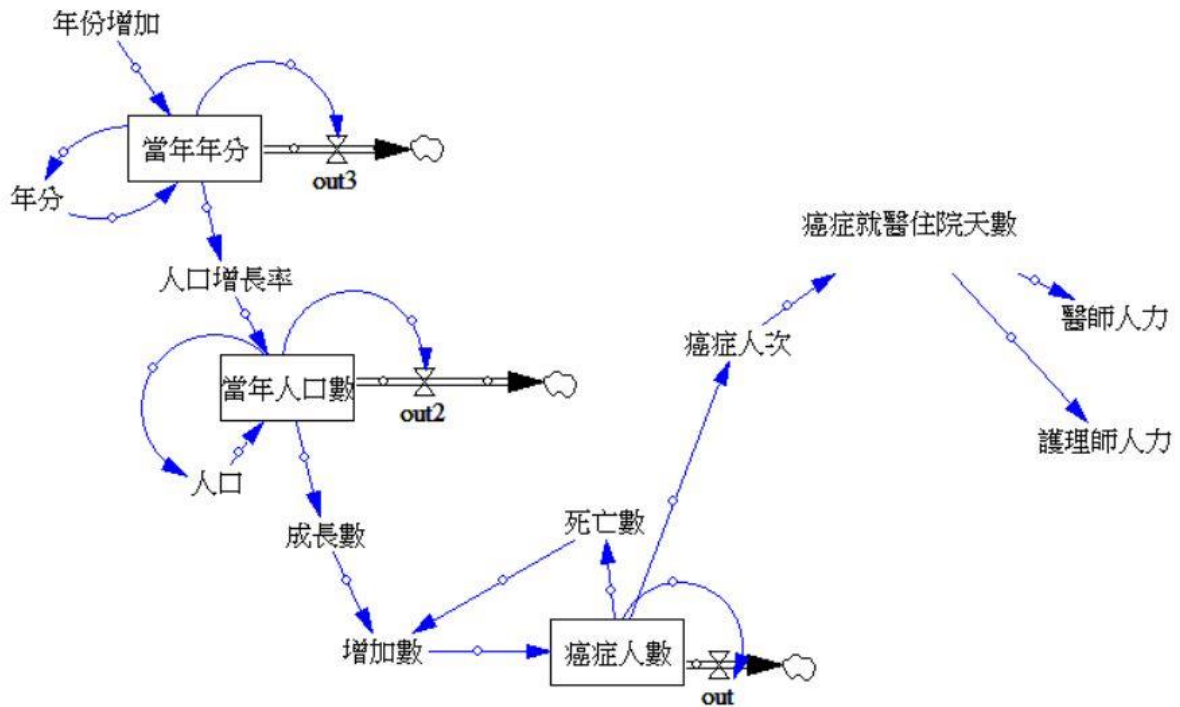 年份增加
當年年分
out3
年分
人口增長率
癌症就醫住院天數
醫師人力
癌症人次
當年人口數
out2
護理師人力
人口
成長數
死亡數
增加數
癌症人數
out